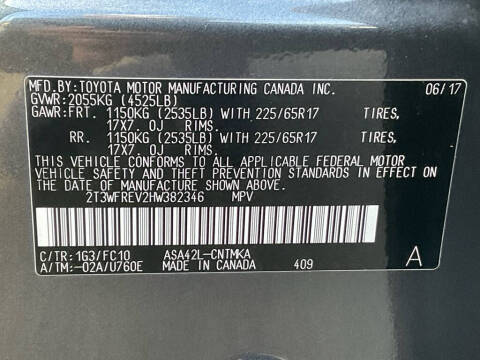 MFD.BY:TOYOTA MOTOR MANUFACTURING CANADA INC. 06/17
GVWR:2055KG (4525LB)
GAWR:FRT. 1150KG (2535LB) WITH 225/65R17 TIRES,
17X7. 0J RIMS.
RR. 1150KG (2535LB) WITH 225/65R17 TIRES,
17X7. 0J RIMS.
THIS VEHICLE CONFORMS TO ALL APPLICABLE FEDERAL MOTOR
VEHICLE SAFETY AND THEFT PREVENTION STANDARDS IN EFFECT
ON THE DATE OF MANUFACTURE SHOWN ABOVE.
2T3WFREV2HW382346 MPV
C/TR:1G3/FC10 ASA42L-CNTMKA
A/TM:-02A/U760E MADE IN CANADA 409 A